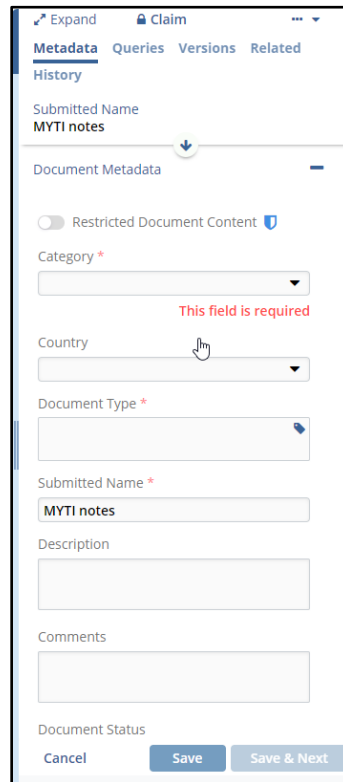 Expand Claim
Metadata Queries Versions Related
History
Submitted Name
MYTI notes
Document Metadata
Restricted Document Content
Category *
This field is required
Country
Document Type *
Submitted Name *
MYTI notes
Description
Comments
Document Status
Cancel Save Save & Next